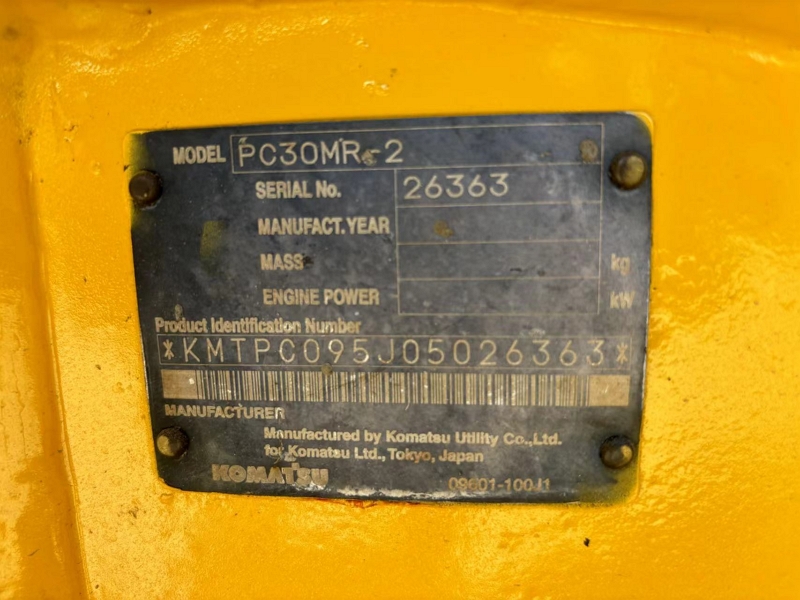 MODEL PC30MR-2
SERIAL No. 26363
MANUFACT.YEAR
MASS kg
ENGINE POWER kW
Product Identification Number
*KMTPC095J05026363*
MANUFACTURER
Manufactured by Komatsu Utility Co.,Ltd.
for Komatsu Ltd., Tokyo, Japan
KOMATSU 09601-100J1